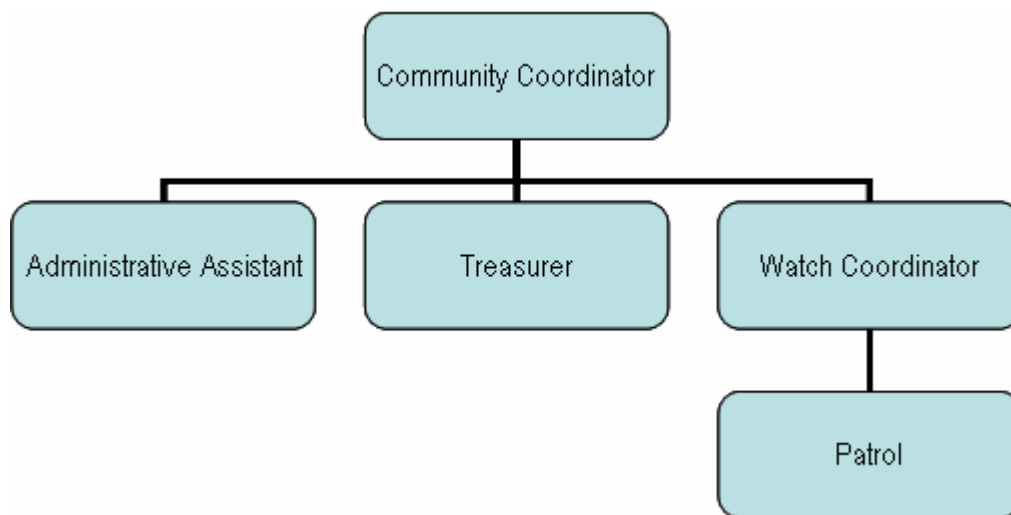 Community Coordinator
Administrative Assistant
Treasurer
Watch Coordinator
Patrol